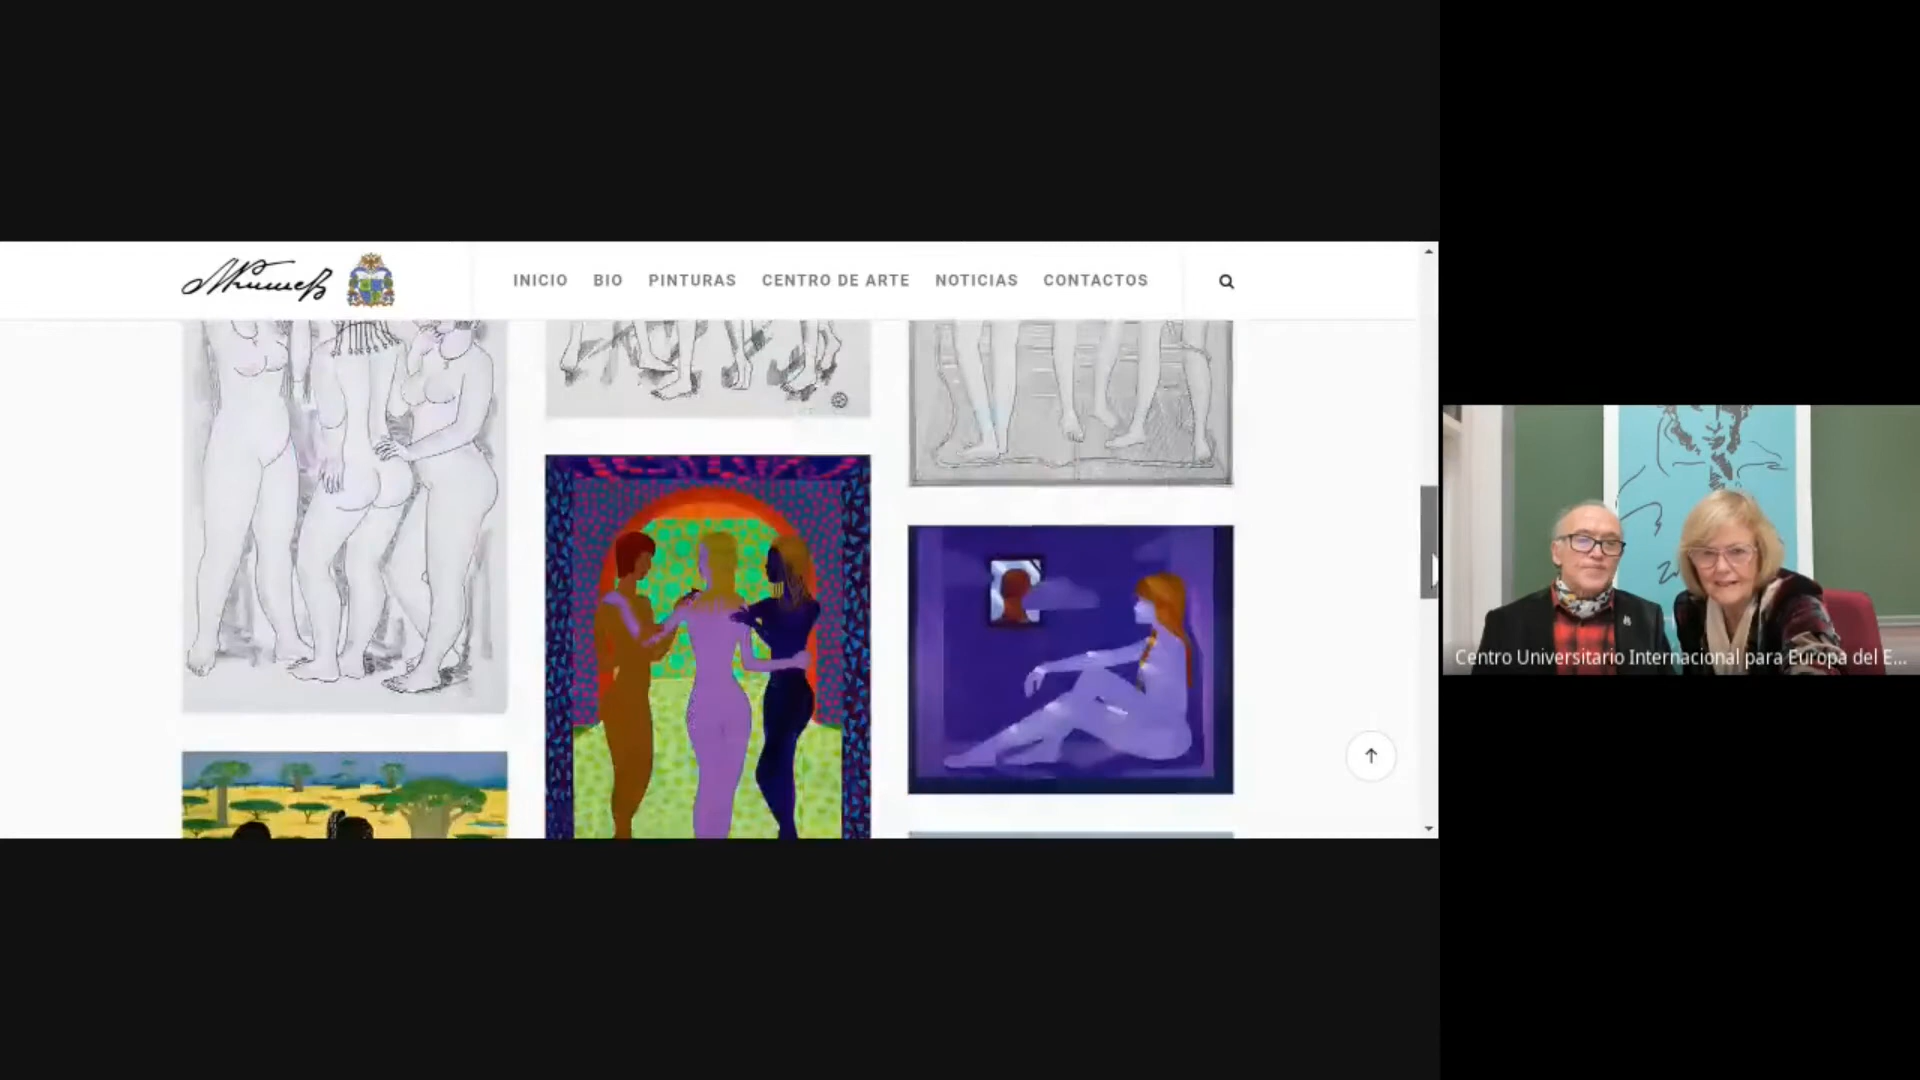 INICIO BIO PINTURAS CENTRO DE ARTE NOTICIAS CONTACTOS
Centro Universitario Internacional para Europa del E...